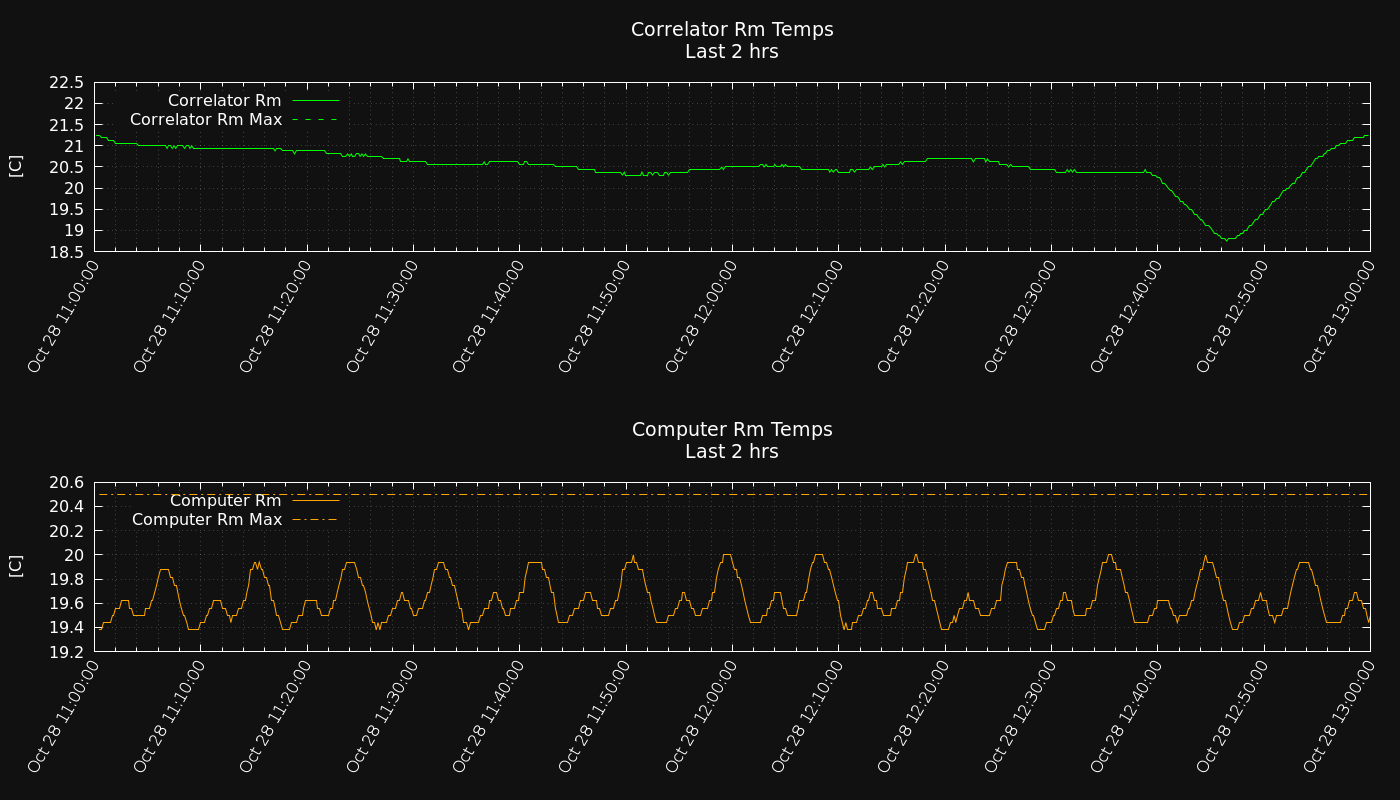 Correlator Rm Temps
Last 2 hrs
22.5
22
21.5
21
20.5
20
19.5
19
18.5
[C]
Correlator Rm
Correlator Rm Max
Oct 28 11:00:00
Oct 28 11:10:00
Oct 28 11:20:00
Oct 28 11:30:00
Oct 28 11:40:00
Oct 28 11:50:00
Oct 28 12:00:00
Oct 28 12:10:00
Oct 28 12:20:00
Oct 28 12:30:00
Oct 28 12:40:00
Oct 28 12:50:00
Oct 28 13:00:00
Computer Rm Temps
Last 2 hrs
20.6
20.4
20.2
20
19.8
19.6
19.4
19.2
[C]
Computer Rm
Computer Rm Max
Oct 28 11:00:00
Oct 28 11:10:00
Oct 28 11:20:00
Oct 28 11:30:00
Oct 28 11:40:00
Oct 28 11:50:00
Oct 28 12:00:00
Oct 28 12:10:00
Oct 28 12:20:00
Oct 28 12:30:00
Oct 28 12:40:00
Oct 28 12:50:00
Oct 28 13:00:00